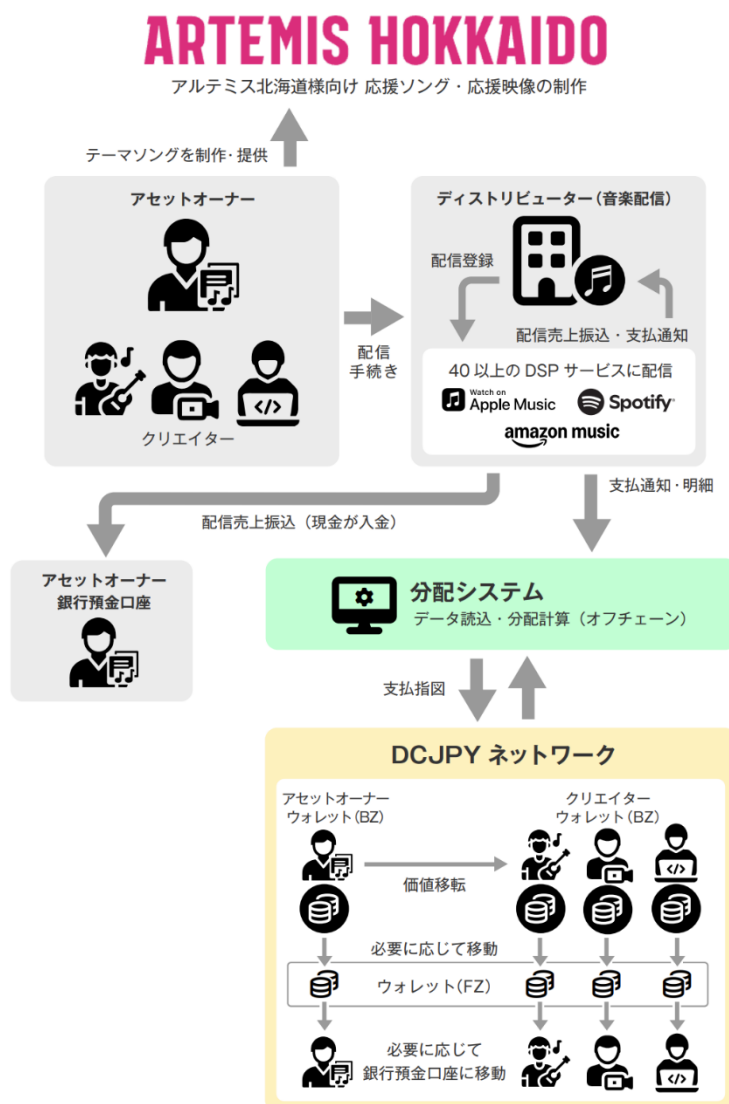 ARTEMIS HOKKAIDO
アルテミス北海道様向け 応援ソング・応援映像の制作
テーマソングを制作・提供
アセットオーナー
クリエイター
配信
手続き
ディストリビューター(音楽配信)
配信登録
配信売上振込・支払通知
40以上の DSP サービスに配信
Watch on
Apple Music
Spotify
amazon music
配信売上振込(現金が入金)
支払通知・明細
アセットオーナー
銀行預金口座
分配システム
データ読込・分配計算(オフチェーン)
支払指図
DCJPY ネットワーク
アセットオーナー
ウォレット(BZ)
クリエイター
ウォレット(BZ)
価値移転
必要に応じて移動
ウォレット(FZ)
必要に応じて
銀行預金口座に移動